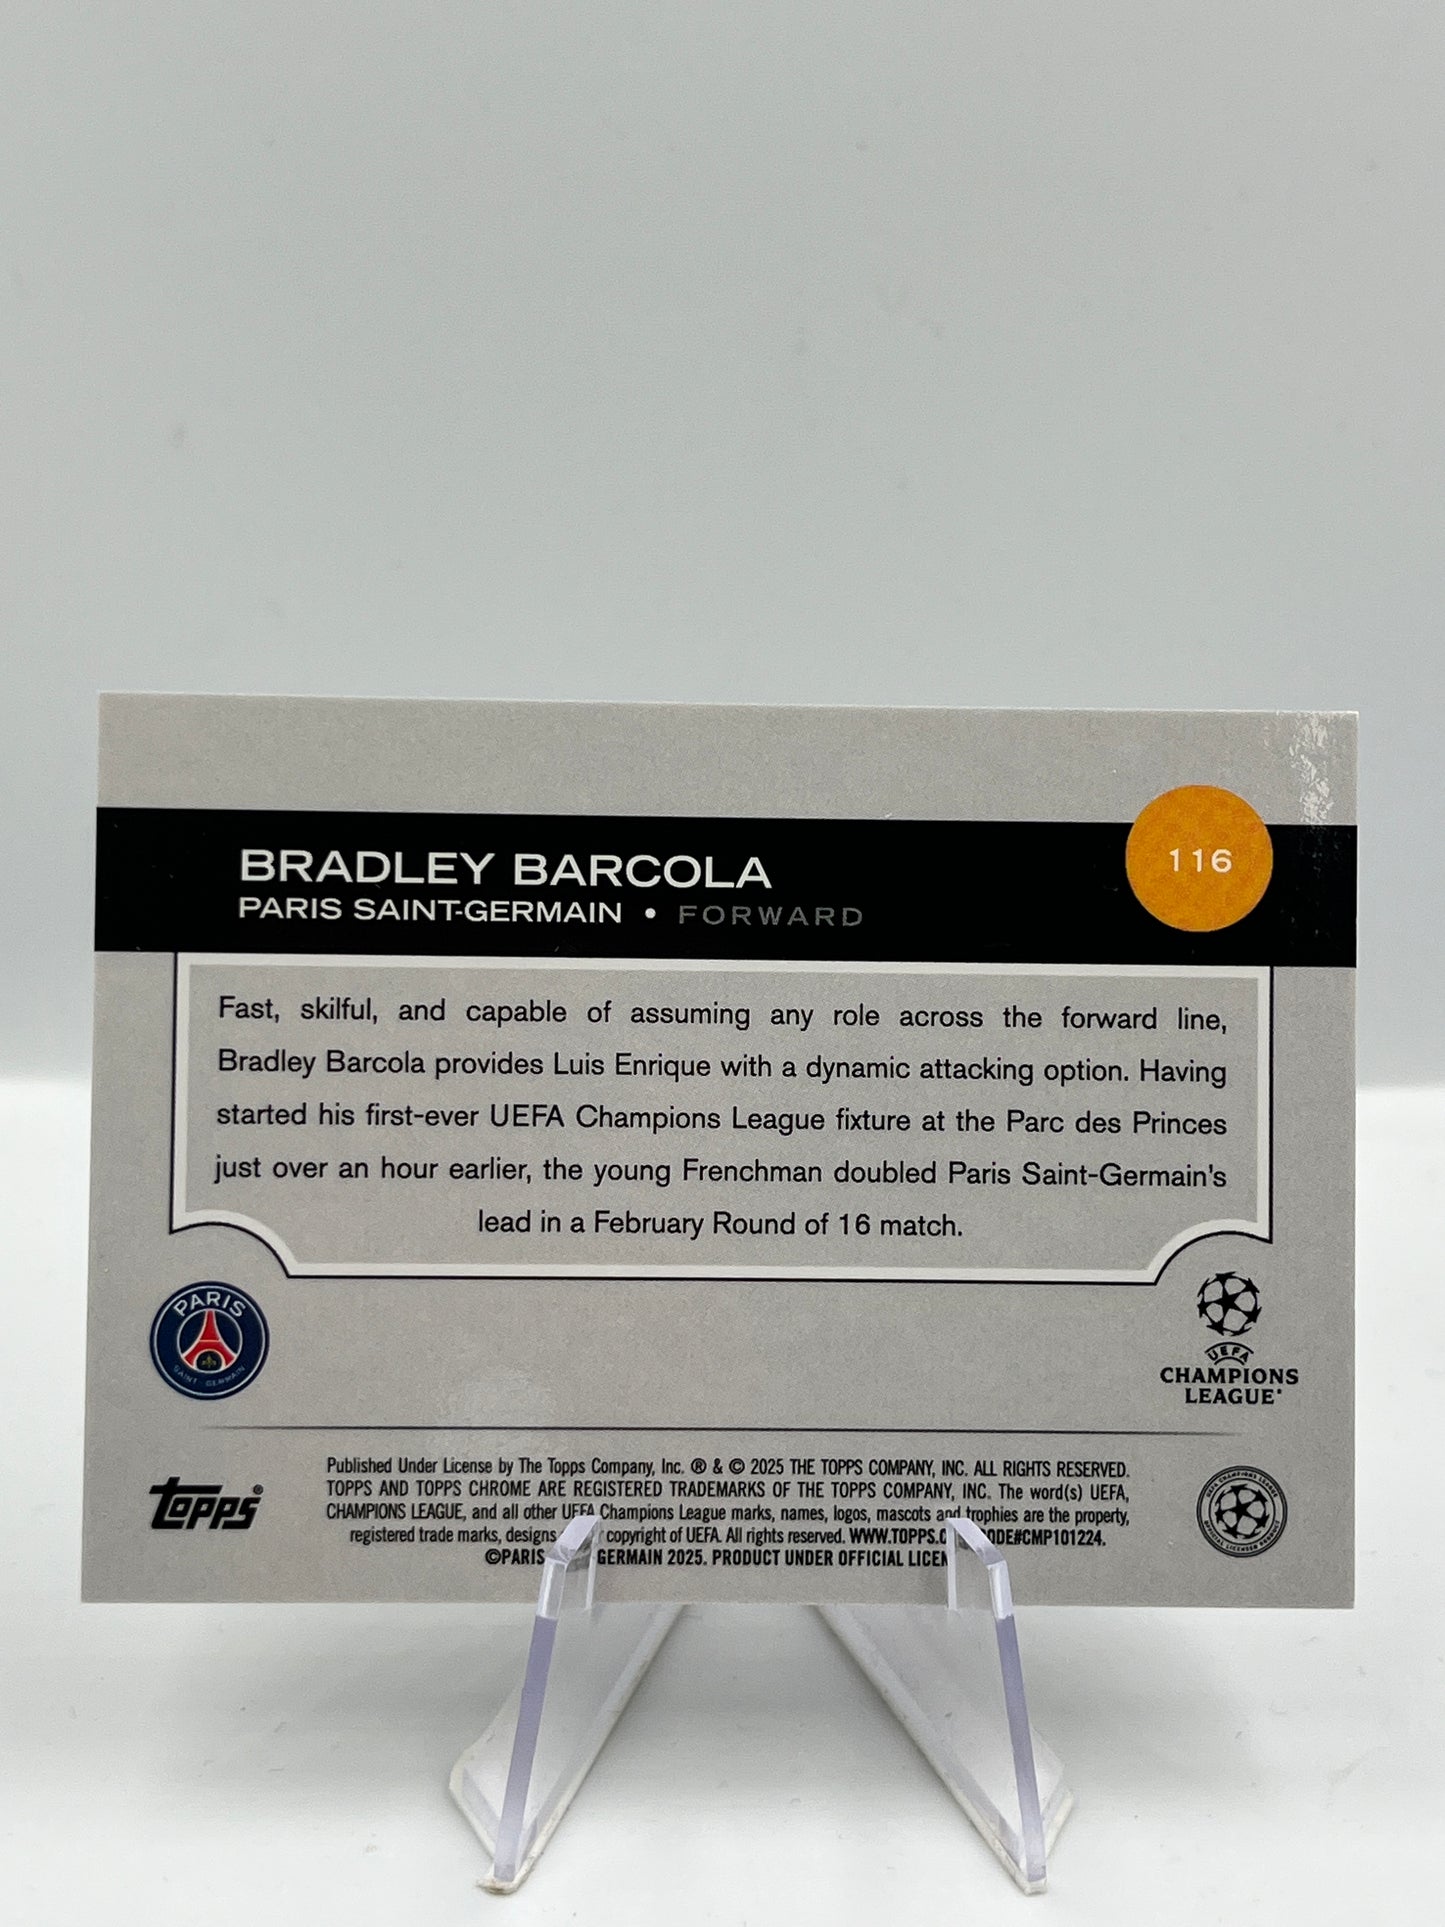 BRADLEY BARCOLA
PARIS SAINT-GERMAIN • FORWARD
116
Fast, skilful, and capable of assuming any role across the forward line,
Bradley Barcola provides Luis Enrique with a dynamic attacking option. Having
started his first-ever UEFA Champions League fixture at the Parc des Princes
just over an hour earlier, the young Frenchman doubled Paris Saint-Germain's
lead in a February Round of 16 match.
PARIS
SAINT-GERMAIN
UEFA
CHAMPIONS
LEAGUE®
Topps®
Published Under License by The Topps Company, Inc. ® & © 2025 THE TOPPS COMPANY, INC. ALL RIGHTS RESERVED.
TOPPS AND TOPPS CHROME ARE REGISTERED TRADEMARKS OF THE TOPPS COMPANY, INC. The word(s) UEFA,
CHAMPIONS LEAGUE, and all other UEFA Champions League marks, names, logos, mascots and trophies are the property,
registered trade marks, designs copyright of UEFA. All rights reserved. WWW.TOPPS.C ODE#CMP101224.
©PARIS GERMAIN 2025. PRODUCT UNDER OFFICIAL LICEN
UEFA CHAMPIONS LEAGUE
OFFICIAL LICENSED PRODUCT